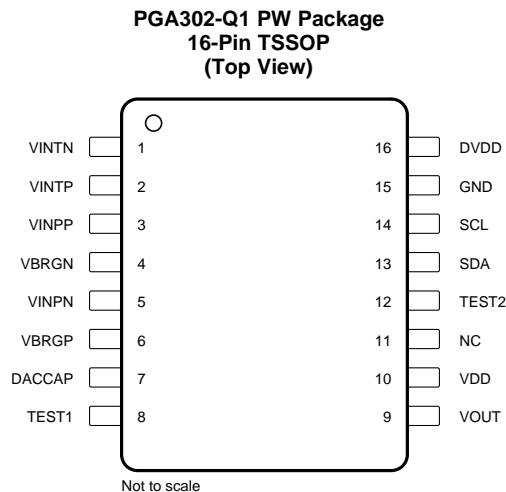 PGA302-Q1 PW Package
16-Pin TSSOP
(Top View)
VINTN 1 16 DVDD
VINTP 2 15 GND
VINPP 3 14 SCL
VBRGN 4 13 SDA
VINPN 5 12 TEST2
VBRGP 6 11 NC
DACCAP 7 10 VDD
TEST1 8 9 VOUT
Not to scale